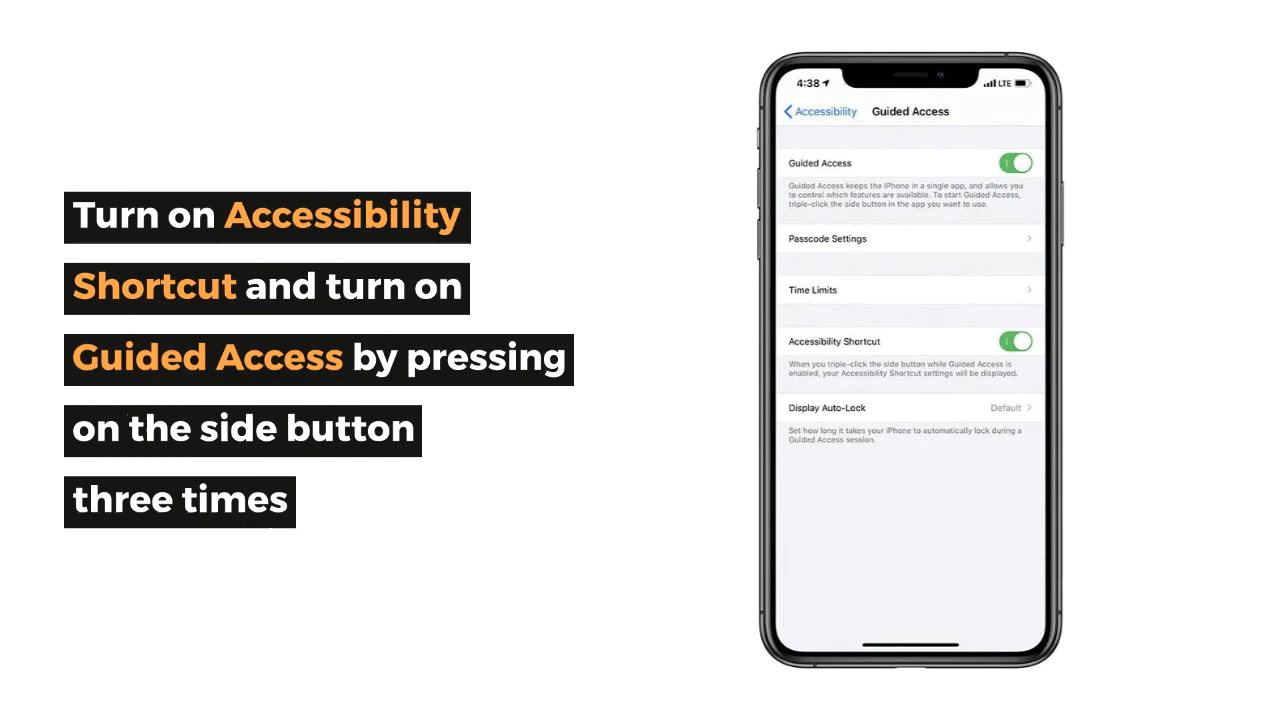 Turn on Accessibility
Shortcut and turn on
Guided Access by pressing
on the side button
three times
4:38 LTE
Accessibility Guided Access
Guided Access
Guided Access keeps the iPhone in a single app, and allows you
to control which features are available. To start Guided Access,
triple-click the side button in the app you want to use.
Passcode Settings
Time Limits
Accessibility Shortcut
When you triple-click the side button while Guided Access is
enabled, your Accessibility Shortcut settings will be displayed.
Display Auto-Lock Default
Set how long it takes your iPhone to automatically lock during a
Guided Access session.